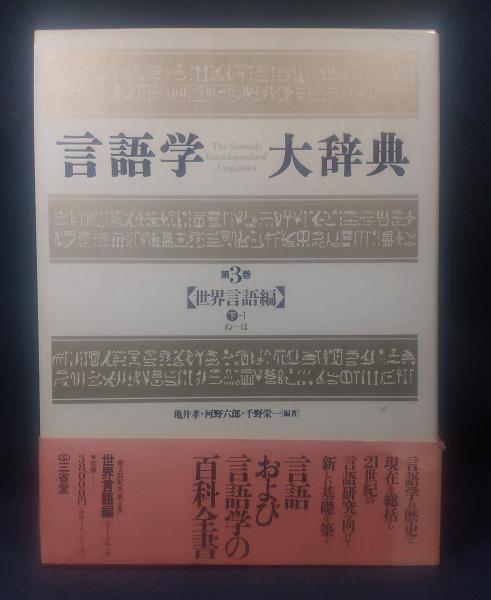 言語学
The Sanseido
Encyclopaedia of
Linguistics
大辞典
第3巻
【世界言語編】
下-1
ぬ—ほ
亀井孝・河野六郎・千野栄一[編著]
言語学の歴史と
現在を総括し
21世紀の
言語研究へ向けて
新しい基礎を築く
言語
および
言語学の
百科全書
世界言語編
38000円
三省堂